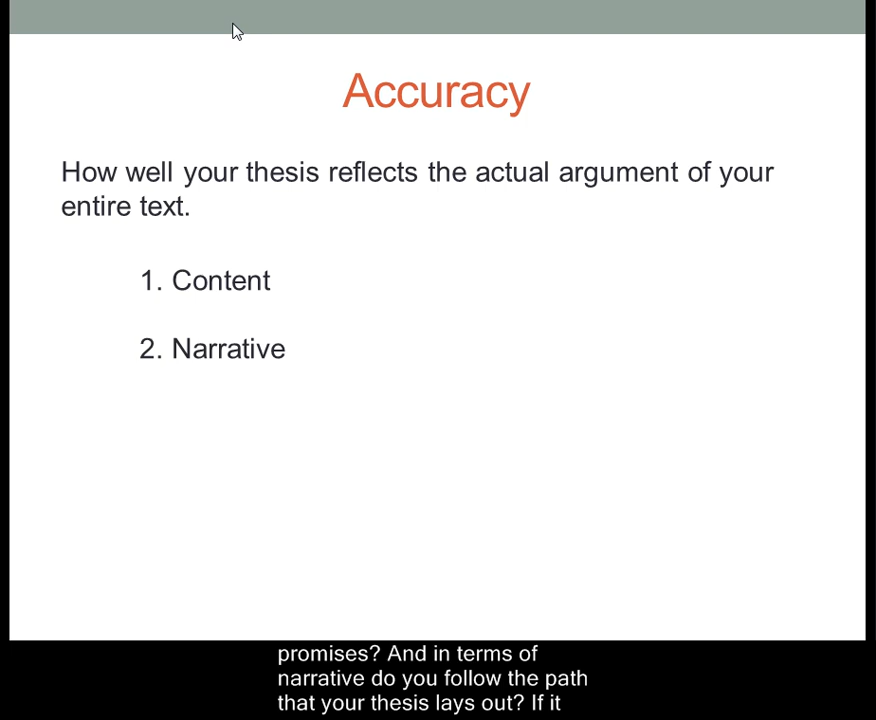 Accuracy
How well your thesis reflects the actual argument of your
entire text.
1. Content
2. Narrative
promises? And in terms of
narrative do you follow the path
that your thesis lays out? If it